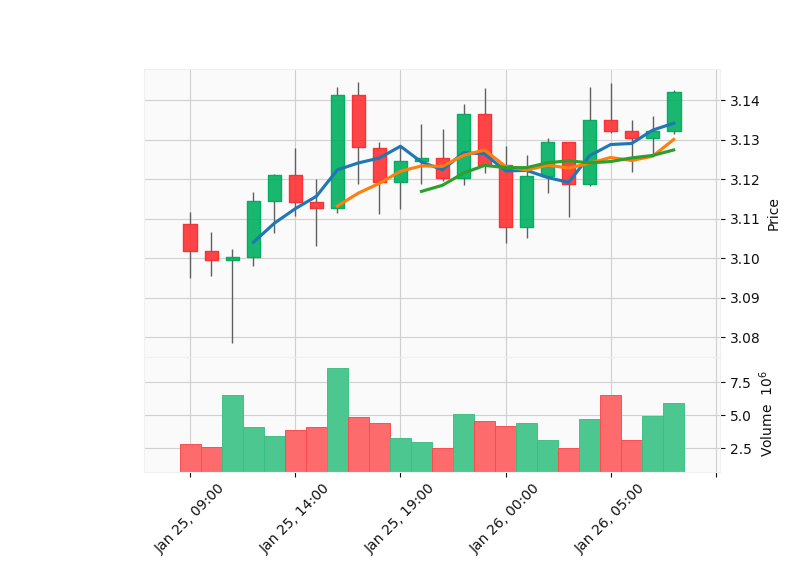 3.14
3.13
3.12
3.11
3.10
3.09
3.08
Price
7.5
5.0
2.5
Volume 10⁶
Jan 25, 09:00
Jan 25, 14:00
Jan 25, 19:00
Jan 26, 00:00
Jan 26, 05:00